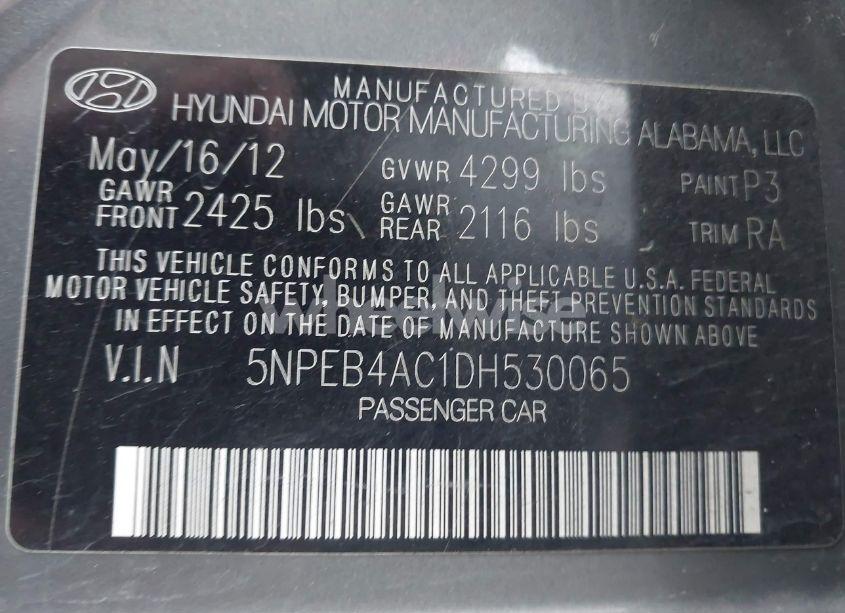 MANUFACTURED BY
HYUNDAI MOTOR MANUFACTURING ALABAMA, LLC
May/16/12 GVWR 4299 lbs PAINT P3
GAWR FRONT 2425 lbs GAWR REAR 2116 lbs TRIM RA
THIS VEHICLE CONFORMS TO ALL APPLICABLE U.S.A. FEDERAL
MOTOR VEHICLE SAFETY, BUMPER, AND THEFT PREVENTION STANDARDS
IN EFFECT ON THE DATE OF MANUFACTURE SHOWN ABOVE
wheelwise
V.I.N 5NPEB4AC1DH530065
PASSENGER CAR